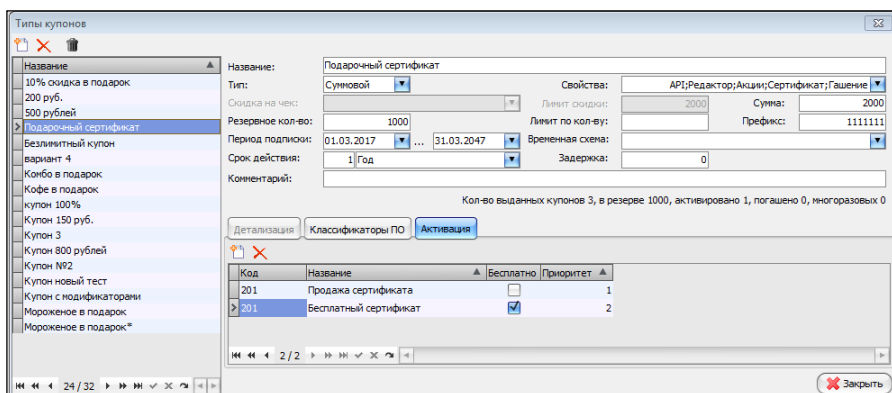 Типы купонов
Название
10% скидка в подарок
200 руб.
500 рублей
Подарочный сертификат
Безлимитный купон
вариант 4
Комбо в подарок
Кофе в подарок
купон 100%
Купон 150 руб.
Купон 3
Купон 800 рублей
Купон №2
Купон новый тест
Купон с модификаторами
Мороженое в подарок
Мороженое в подарок*
24 / 32
Название: Подарочный сертификат
Тип: Суммовой Свойства: API;Редактор;Акции;Сертификат;Гашение
Скидка на чек: Лимит скидки: 2000 Сумма: 2000
Резервное кол-во: 1000 Лимит по кол-ву: Префикс: 1111111
Период подписки: 01.03.2017 ... 31.03.2047 Временная схема:
Срок действия: 1 Год Задержка: 0
Комментарий:
Кол-во выданных купонов 3, в резерве 1000, активировано 1, погашено 0, многоразовых 0
Детализация Классификаторы ПО Активация
Код Название Бесплатно Приоритет
201 Продажа сертификата 1
201 Бесплатный сертификат 2
2 / 2
Закрыть